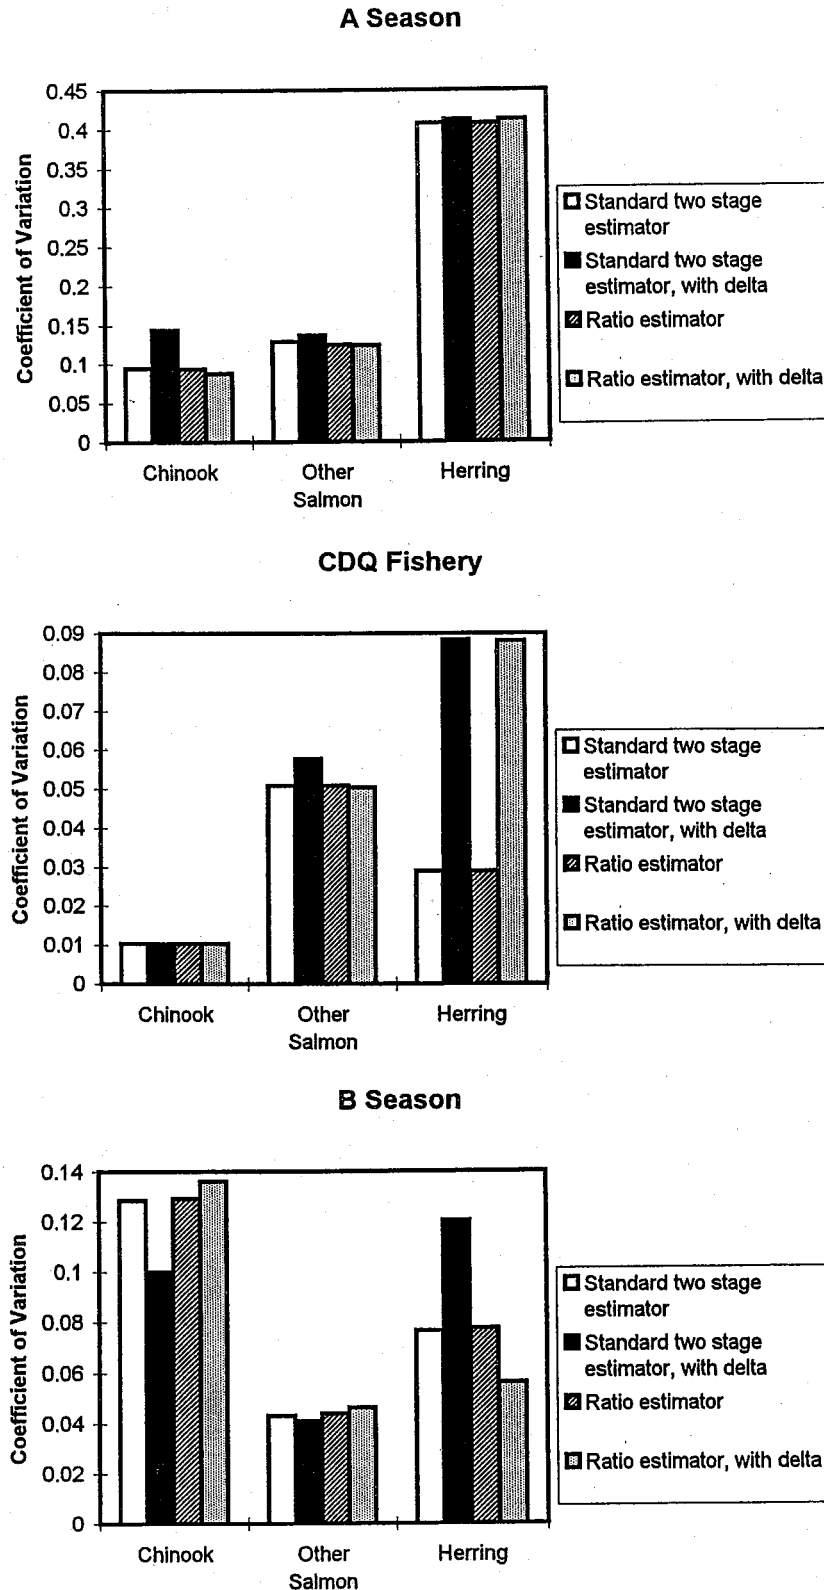 A Season
Coefficient of Variation
0.45
0.4
0.35
0.3
0.25
0.2
0.15
0.1
0.05
0
Chinook
Other
Salmon
Herring
Standard two stage
estimator
Standard two stage
estimator, with delta
Ratio estimator
Ratio estimator, with delta
CDQ Fishery
Coefficient of Variation
0.09
0.08
0.07
0.06
0.05
0.04
0.03
0.02
0.01
0
Chinook
Other
Salmon
Herring
Standard two stage
estimator
Standard two stage
estimator, with delta
Ratio estimator
Ratio estimator, with delta
B Season
Coefficient of Variation
0.14
0.12
0.1
0.08
0.06
0.04
0.02
0
Chinook
Other
Salmon
Herring
Standard two stage
estimator
Standard two stage
estimator, with delta
Ratio estimator
Ratio estimator, with delta